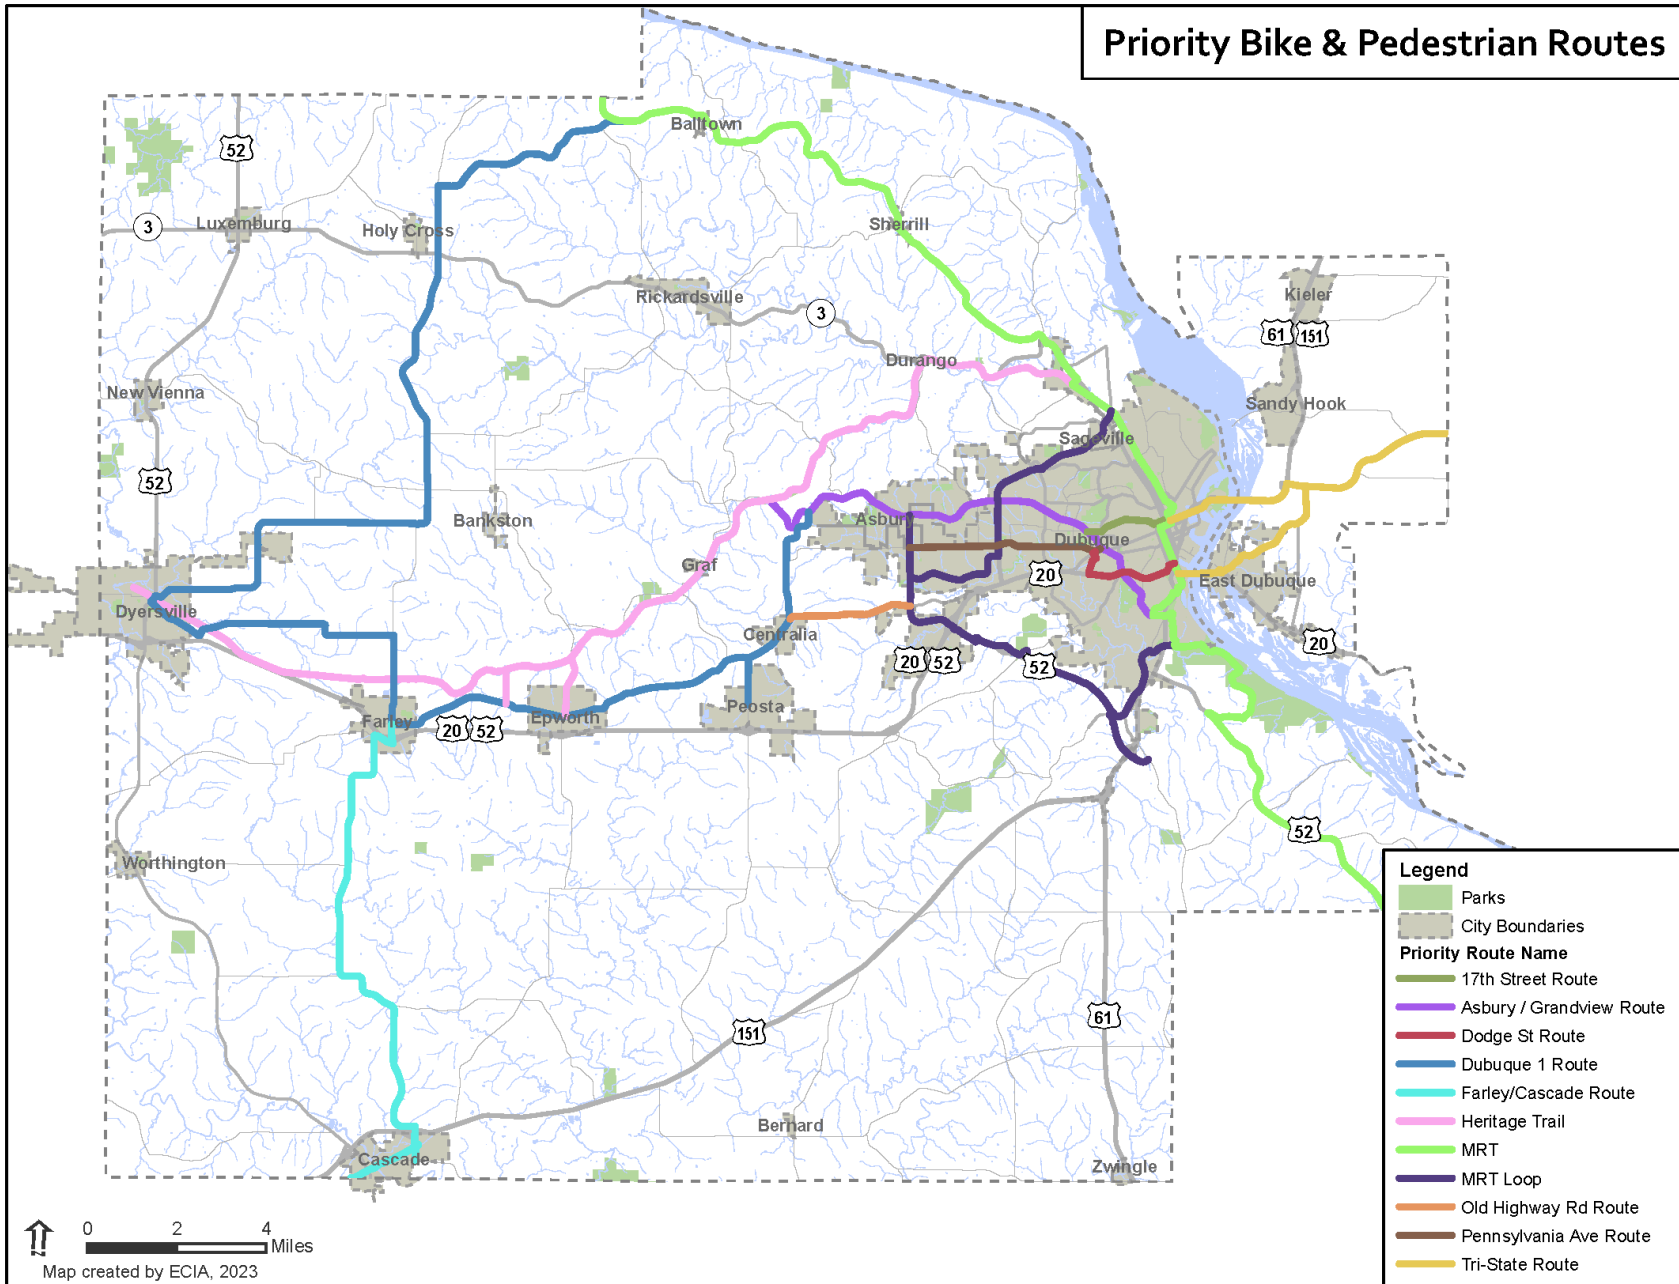 Priority Bike & Pedestrian Routes
Balltown
52
Luxemburg
3
Holy Cross
Sherrill
Rickardsville
3
Kieler
61 151
Durango
New Vienna
Sandy Hook
Sageville
52
Bankston
Asbury
Dubuque
Graf
20
East Dubuque
Dyersville
Centralia
20
20 52
52
Peosta
Farley
Epworth
20 52
52
Worthington
151
61
Bernard
Cascade
Zwingle
Legend
Parks
City Boundaries
Priority Route Name
17th Street Route
Asbury / Grandview Route
Dodge St Route
Dubuque 1 Route
Farley/Cascade Route
Heritage Trail
MRT
MRT Loop
Old Highway Rd Route
Pennsylvania Ave Route
Tri-State Route
N
0 2 4
Miles
Map created by ECIA, 2023